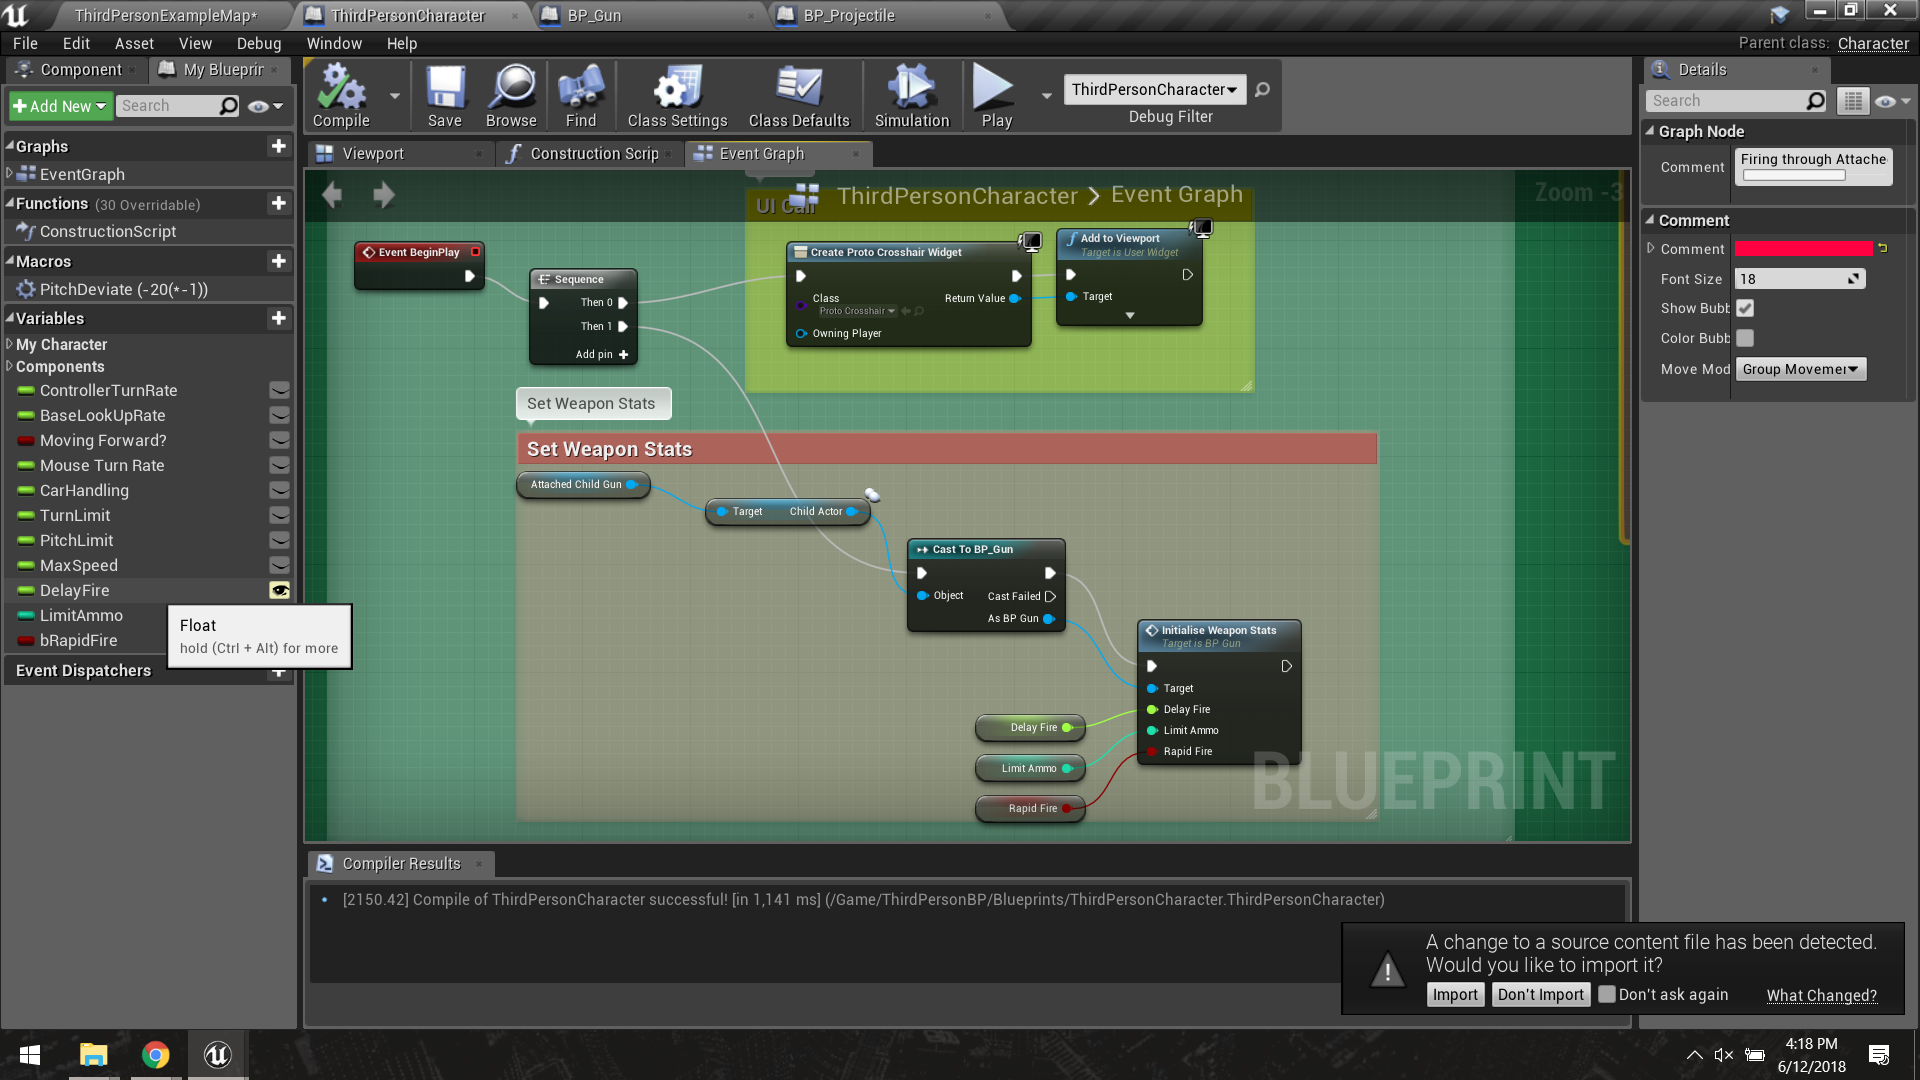 ThirdPersonExampleMap*
ThirdPersonCharacter
BP_Gun
BP_Projectile
File Edit Asset View Debug Window Help
Parent class: Character
Component
My Blueprir
Add New
Search
Graphs
EventGraph
Functions (30 Overridable)
ConstructionScript
Macros
PitchDeviate (-20(*-1))
Variables
My Character
Components
ControllerTurnRate
BaseLookUpRate
Moving Forward?
Mouse Turn Rate
CarHandling
TurnLimit
PitchLimit
MaxSpeed
DelayFire
LimitAmmo
bRapidFire
Event Dispatchers
Float
hold (Ctrl + Alt) for more
Compile
Save
Browse
Find
Class Settings
Class Defaults
Simulation
Play
ThirdPersonCharacter
Debug Filter
Viewport
Construction Scrip
Event Graph
ThirdPersonCharacter > Event Graph
Zoom -3
UI Call
Event BeginPlay
Sequence
Then 0
Then 1
Add pin
Create Proto Crosshair Widget
Class
Proto Crosshair
Return Value
Owning Player
Add to Viewport
Target is User Widget
Target
Set Weapon Stats
Set Weapon Stats
Attached Child Gun
Target Child Actor
Cast To BP_Gun
Object
Cast Failed
As BP Gun
Initialise Weapon Stats
Target is BP Gun
Target
Delay Fire
Limit Ammo
Rapid Fire
Delay Fire
Limit Ammo
Rapid Fire
BLUEPRINT
Compiler Results
[2150.42] Compile of ThirdPersonCharacter successful! [in 1,141 ms] (/Game/ThirdPersonBP/Blueprints/ThirdPersonCharacter.ThirdPersonCharacter)
Details
Search
Graph Node
Comment Firing through Attache
Comment
Comment
Font Size 18
Show Bubb
Color Bubb
Move Mod Group Movemer
A change to a source content file has been detected.
Would you like to import it?
Import Don't Import Don't ask again What Changed?
4:18 PM
6/12/2018